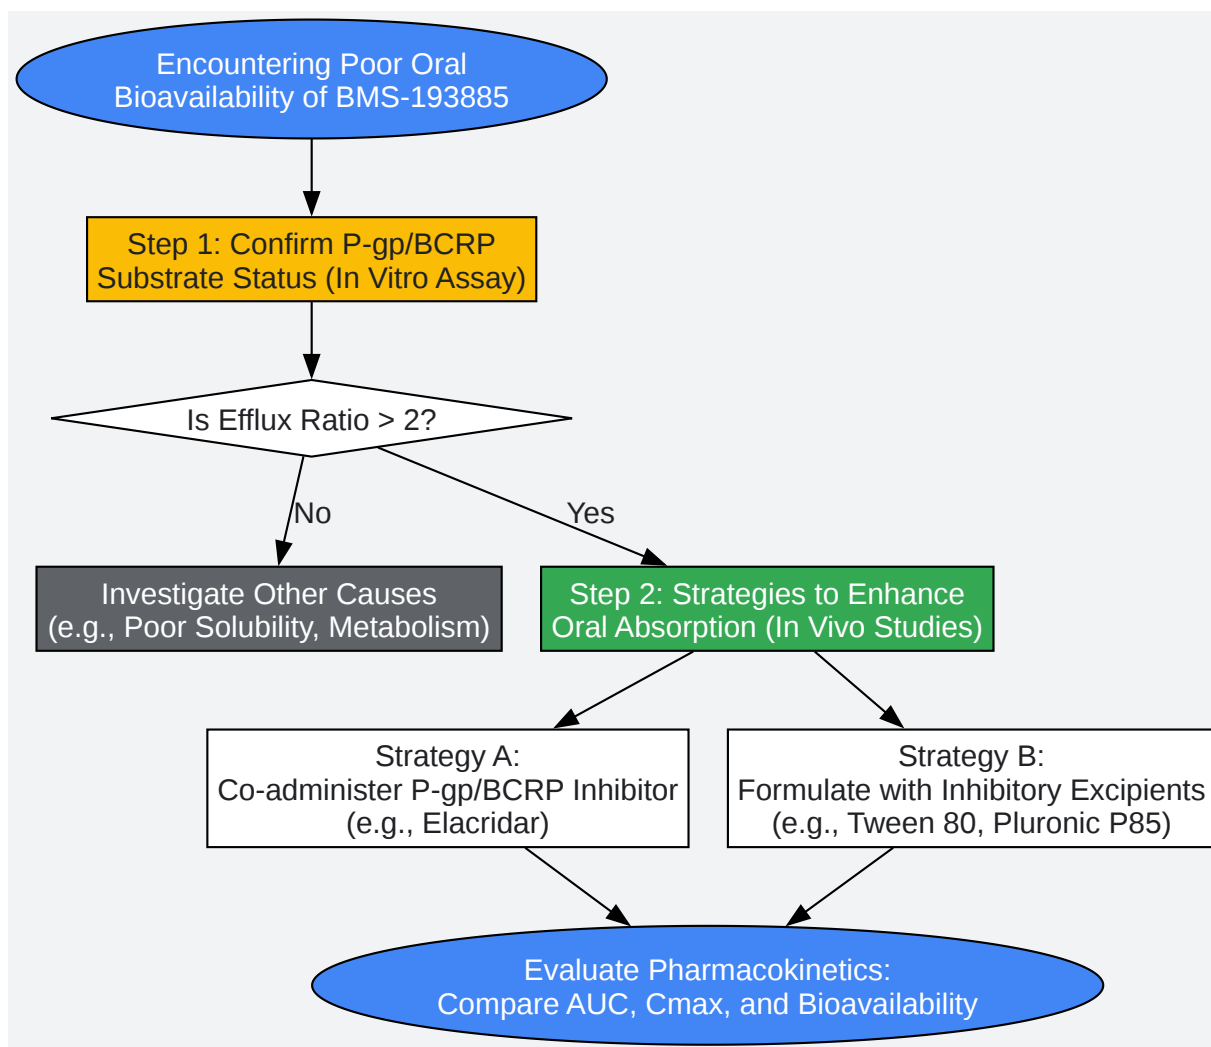 Encountering Poor Oral
Bioavailability of BMS-193885
Step 1: Confirm P-gp/BCRP
Substrate Status (In Vitro Assay)
Is Efflux Ratio > 2?
No
Yes
Investigate Other Causes
(e.g., Poor Solubility, Metabolism)
Step 2: Strategies to Enhance
Oral Absorption (In Vivo Studies)
Strategy A:
Co-administer P-gp/BCRP Inhibitor
(e.g., Elacridar)
Strategy B:
Formulate with Inhibitory Excipients
(e.g., Tween 80, Pluronic P85)
Evaluate Pharmacokinetics:
Compare AUC, Cmax, and Bioavailability